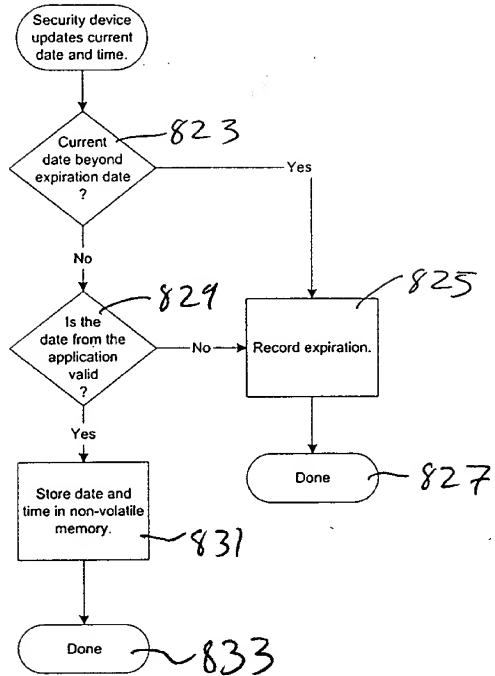 Security device
updates current
date and time.
823
Current
date beyond
expiration date
?
Yes
No
829
825
Is the
date from the
application
valid
?
No
Record expiration.
Yes
Done
827
Store date and
time in non-volatile
memory.
831
Done
833